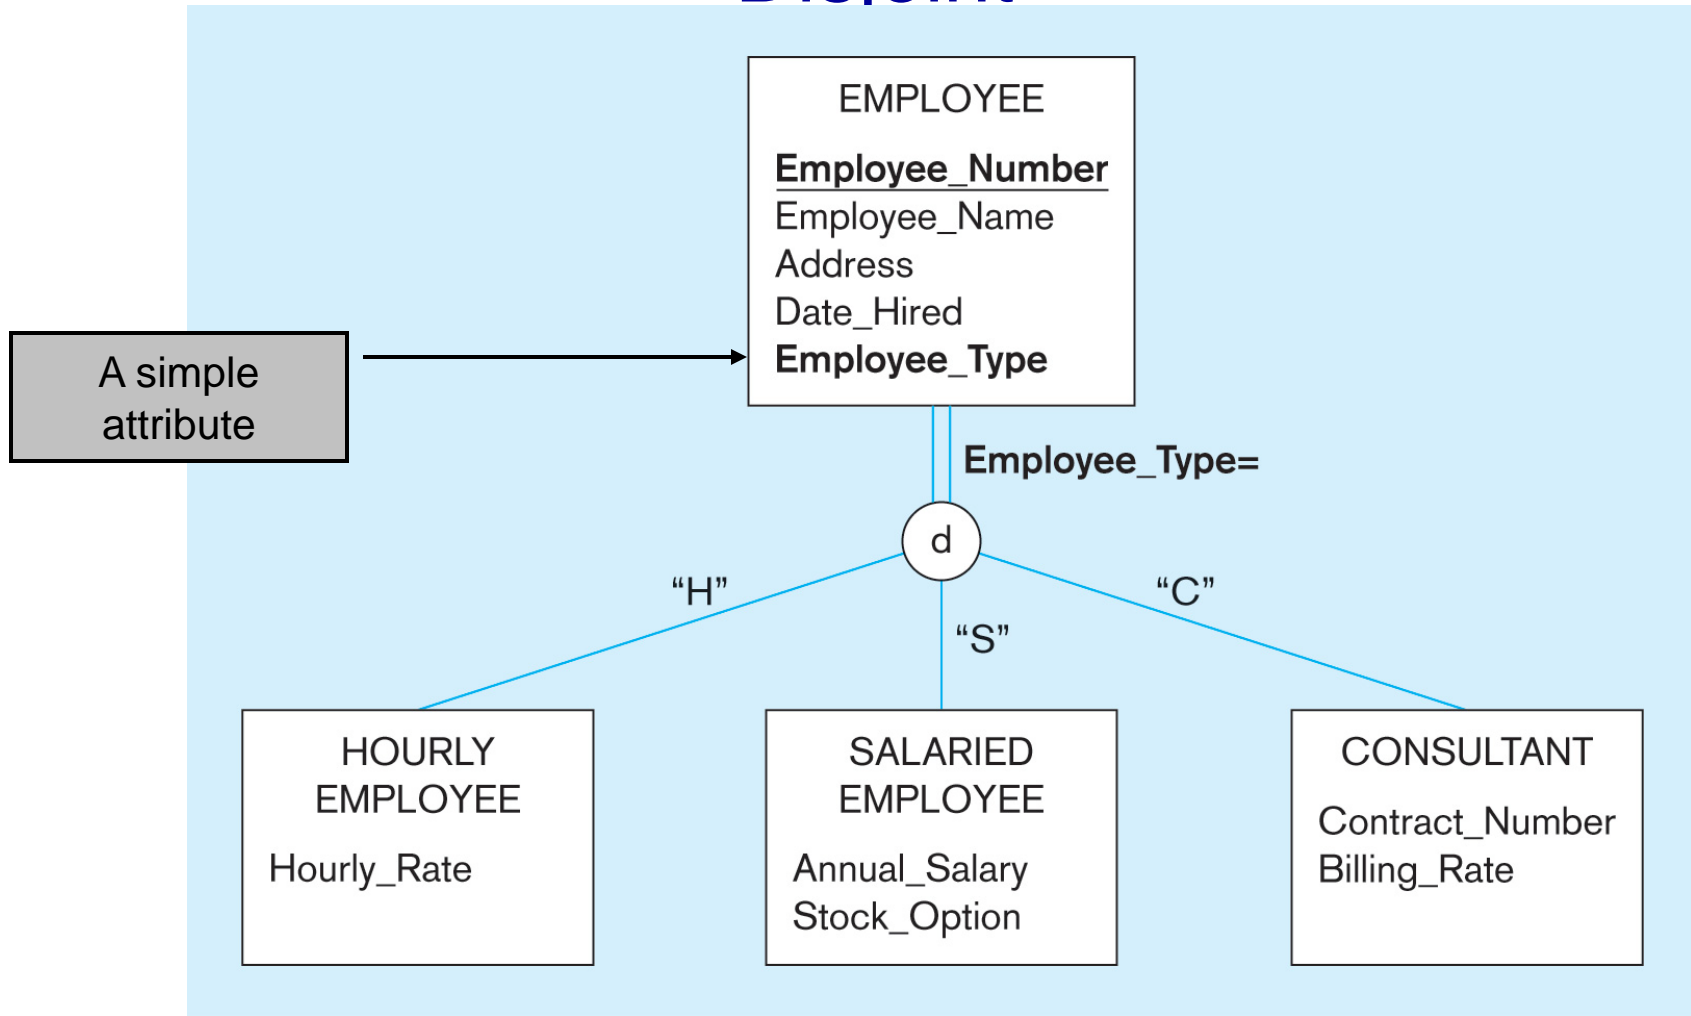 Disjoint
EMPLOYEE
Employee_Number
Employee_Name
Address
Date_Hired
Employee_Type
A simple
attribute
Employee_Type=
d
“H”
“S”
“C”
HOURLY
EMPLOYEE
Hourly_Rate
SALARIED
EMPLOYEE
Annual_Salary
Stock_Option
CONSULTANT
Contract_Number
Billing_Rate